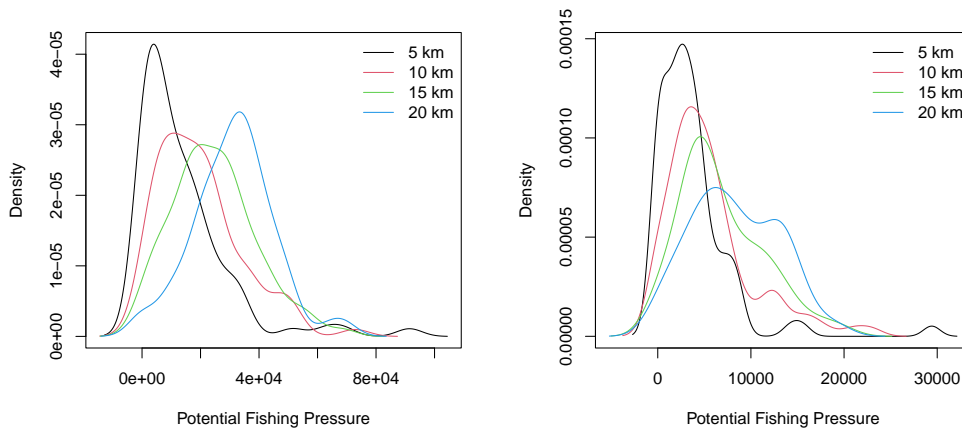 5 km
10 km
15 km
20 km
Density
0e+00
1e−05
2e−05
3e−05
4e−05
0e+00
4e+04
8e+04
Potential Fishing Pressure
5 km
10 km
15 km
20 km
Density
0.00000
0.00005
0.00010
0.00015
0
10000
20000
30000
Potential Fishing Pressure